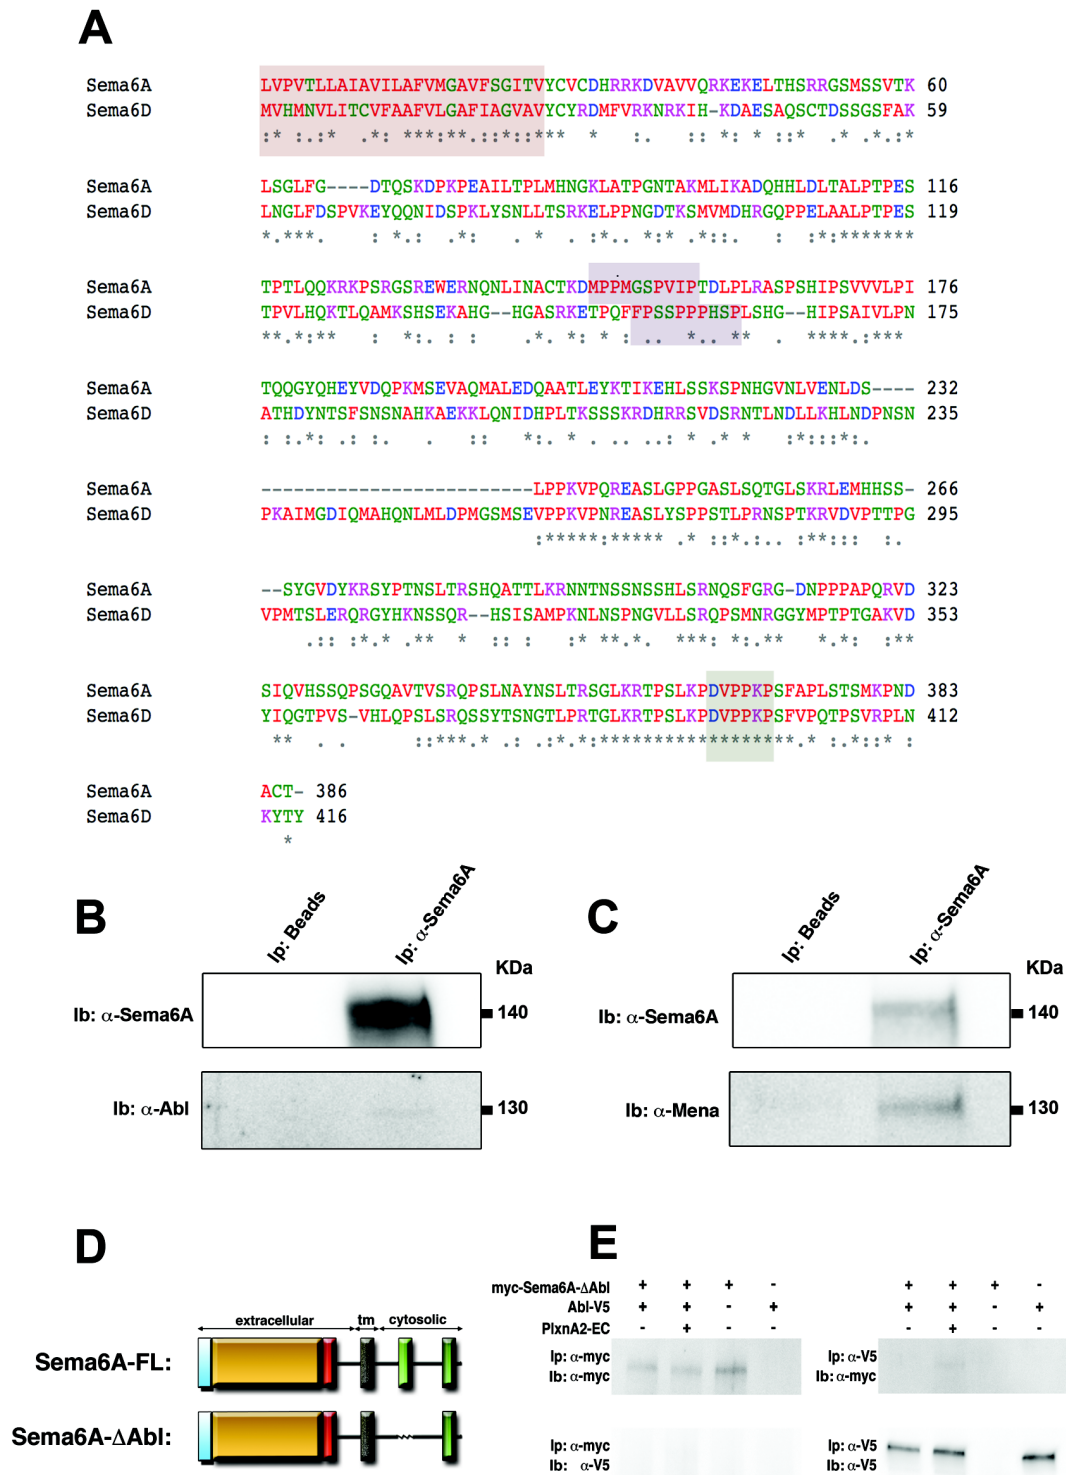 A
Sema6A LVPVTLLAIAVILAFVMGAVFSGITVYCVCDHRRKDVAVVQRKEKELTHSRRGSMSSVTK 60
Sema6D MVHMNVLITCVFAAFVLGAFIAGVAVYCYRDMFVRKNRKIH-KDAESAQSCTDSSGSFAK 59
Sema6A LSGLFG----DTQSKDPKPEAILTPLMHNGKLATPGNTAKMLIKADQHHLDLTALPTPES 116
Sema6D LNGLFDSPVKEYQQNIDSPKLYSNLLTSRKELPPNGDTKSMVMDHRGQPPELAALPTPES 119
Sema6A TPTLQQKRKPSRGSREWERNQNLINACTKDMPPMGSPVIPTDLPLRASPSHIPSVVVLPI 176
Sema6D TPVLHQKTLQAMKSHSEKAHG--HGASRKETPQFFPSSPPPHSPLSHG--HIPSAIVLPN 175
Sema6A TQQGYQHEYVDQPKMSEVAQMALEDQAATLEYKTIKEHLSSKSPNHGVNLVENLDS---- 232
Sema6D ATHDYNTSFSNSNAHKAEKKLQNIDHPLTKSSSKRDHRRSVDSRNTLNDLLKHLNDPNSN 235
Sema6A --------------------------LPPKVPQREASLGPPGASLSQTGLSKRLEMHHSS- 266
Sema6D PKAIMGDIQMAHQNLMLDPMGSMSEVPPKVPNREASLYSPPSTLPRNSPTKRVDVPTTPG 295
Sema6A --SYGVDYKRSYPTNSLTRSHQATTLKRNNTNSSNSSHLSRNQSFGRG-DNPPPAPQRVD 323
Sema6D VPMTSLERQRGYHKNSSQR--HSISAMPKNLNSPNGVLLSRQPSMNRGGYMPTPTGAKVD 353
Sema6A SIQVHSSQPSGQAVTVSRQPSLNAYNSLTRSGLKRTPSLKPDVPPKPSFAPLSTSMKPND 383
Sema6D YIQGTPVS-VHLQPSLSRQSSYTSNGTLPRTGLKRTPSLKPDVPPKPSFVPQTPSVRPLN 412
Sema6A ACT- 386
Sema6D KYTY 416
B
Ip: Beads
Ip: α-Sema6A
KDa
Ib: α-Sema6A
140
Ib: α-Abl
130
C
Ip: Beads
Ip: α-Sema6A
KDa
Ib: α-Sema6A
140
Ib: α-Mena
130
D
extracellular tm cytosolic
Sema6A-FL:
Sema6A-ΔAbl:
E
myc-Sema6A-ΔAbl + + + - + + + -
Abl-V5 + + - + + + - +
PlxnA2-EC - + - - - + - -
Ip: α-myc
Ib: α-myc
Ip: α-V5
Ib: α-myc
Ip: α-myc
Ib: α-V5
Ip: α-V5
Ib: α-V5